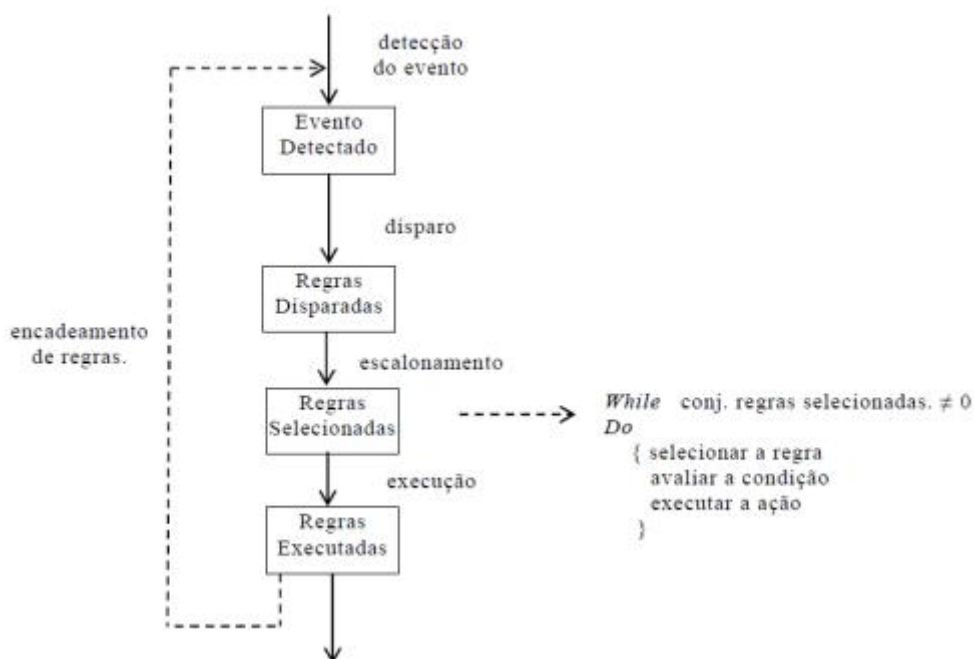 detecção
do evento
Evento
Detectado
disparo
Regras
Disparadas
encadeamento
de regras.
escalonamento
Regras
Selecionadas
While conj. regras selecionadas. ≠ 0
Do
{ selecionar a regra
avaliar a condição
executar a ação
}
execução
Regras
Executadas